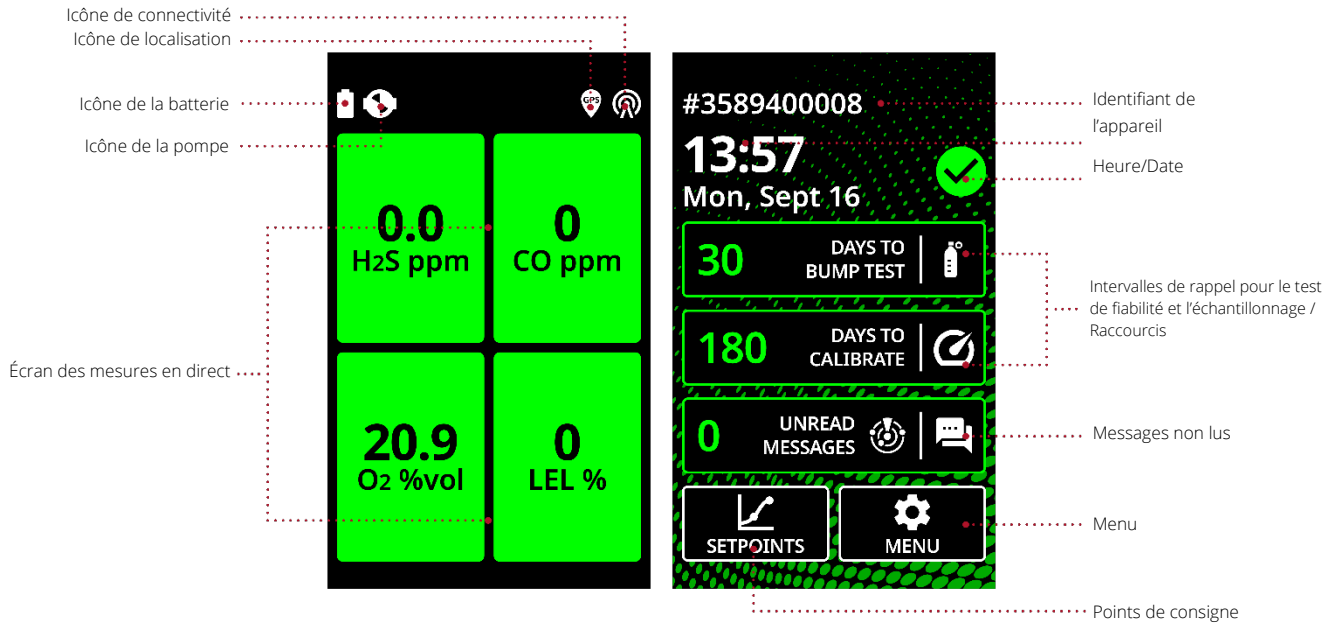 Icône de connectivité
Icône de localisation
Icône de la batterie
Icône de la pompe
Écran des mesures en direct
GPS
0.0
H2S ppm
0
CO ppm
20.9
O2 %vol
0
LEL %
#3589400008
13:57
Mon, Sept 16
30
DAYS TO
BUMP TEST
180
DAYS TO
CALIBRATE
0
UNREAD
MESSAGES
SETPOINTS
MENU
Identifiant de
l’appareil
Heure/Date
Intervalles de rappel pour le test
de fiabilité et l’échantillonnage /
Raccourcis
Messages non lus
Menu
Points de consigne